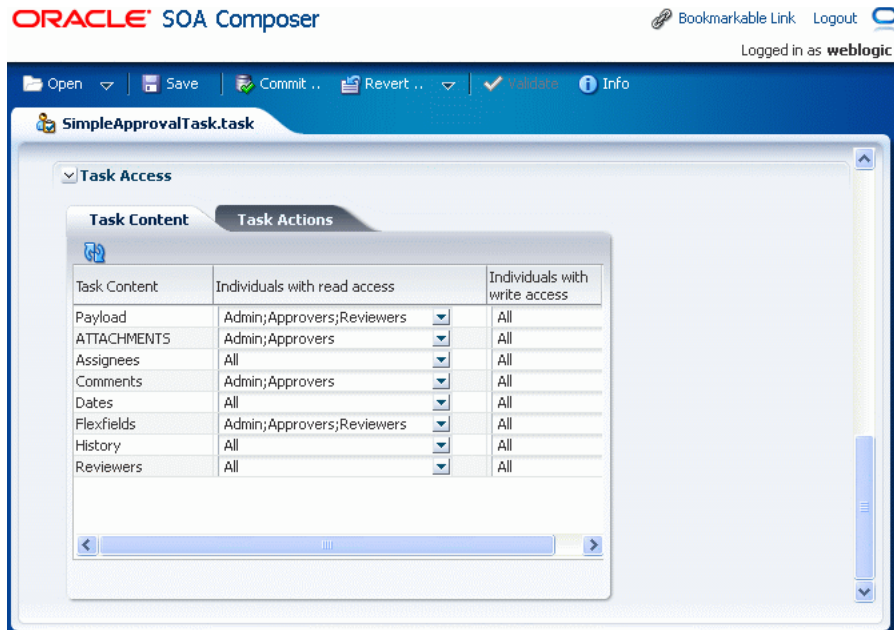 ORACLE SOA Composer
Bookmarkable Link Logout
Logged in as weblogic
Open Save Commit .. Revert .. Validate Info
SimpleApprovalTask.task
Task Access
Task Content Task Actions
Task Content Individuals with read access Individuals with
write access
Payload Admin;Approvers;Reviewers All
ATTACHMENTS Admin;Approvers All
Assignees All All
Comments Admin;Approvers All
Dates All All
Flexfields Admin;Approvers;Reviewers All
History All All
Reviewers All All